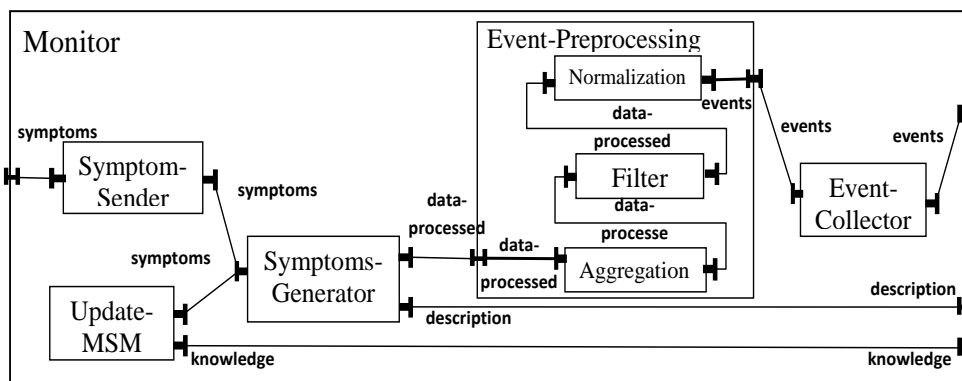 Monitor
Event-Preprocessing
Normalization
events
data-
processed
symptoms
Symptom-
Sender
symptoms
Filter
data-
processe
events
events
Event-
Collector
data-
processed
data-
processed
Aggregation
symptoms
Symptoms-
Generator
description
description
Update-
MSM
knowledge
knowledge